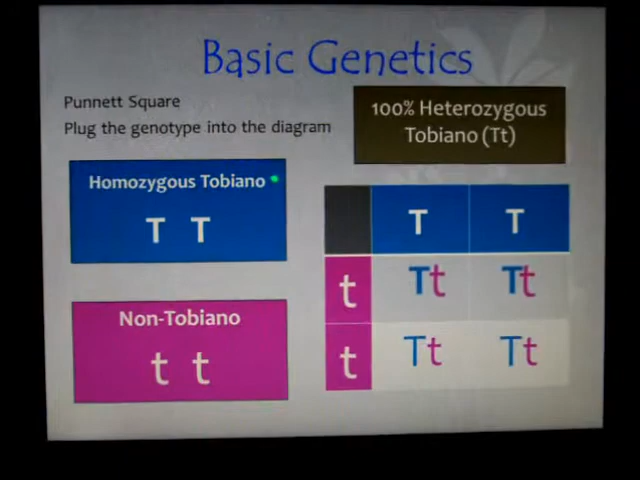 Basic Genetics
Punnett Square
Plug the genotype into the diagram
100% Heterozygous
Tobiano (Tt)
Homozygous Tobiano
T T
Non-Tobiano
t t
T T
t Tt Tt
t Tt Tt